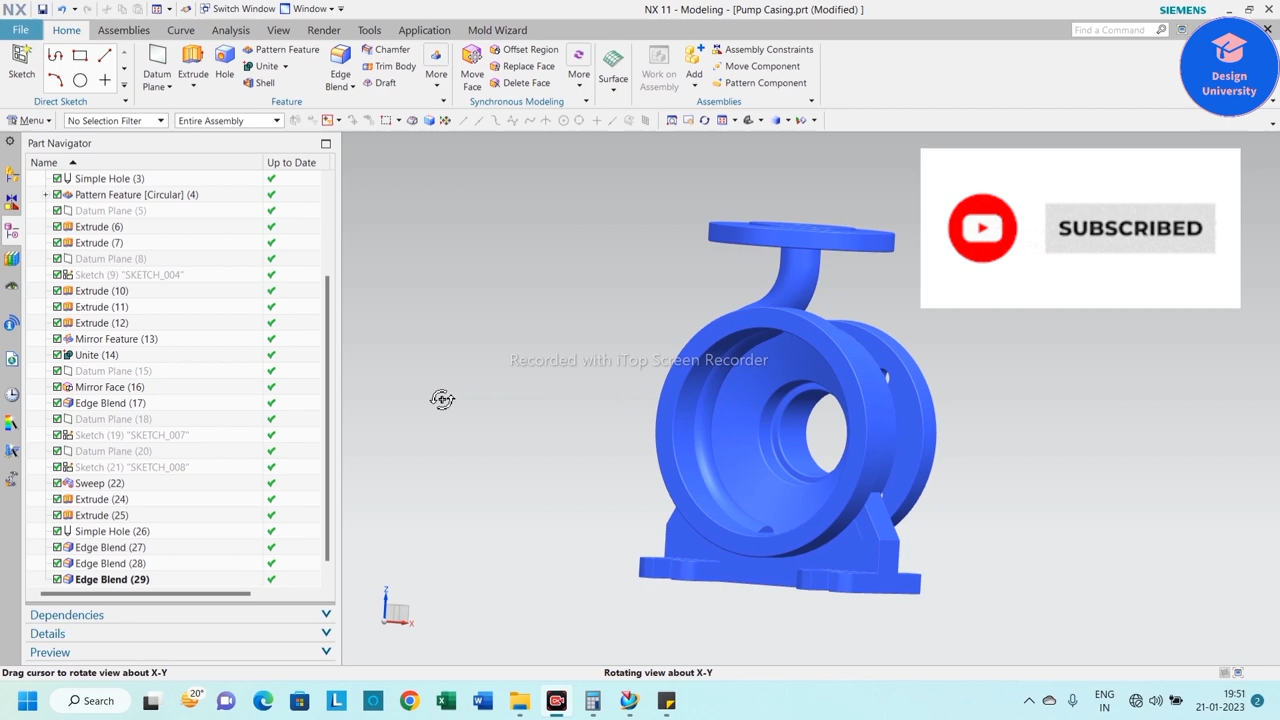 NX
Switch Window
Window
NX 11 - Modeling - [Pump Casing.prt (Modified) ]
SIEMENS
File
Home
Assemblies
Curve
Analysis
View
Render
Tools
Application
Mold Wizard
Find a Command
Sketch
Direct Sketch
Datum
Plane
Extrude
Hole
Pattern Feature
Unite
Shell
Edge
Blend
Chamfer
Trim Body
Draft
More
Feature
Move
Face
Offset Region
Replace Face
Delete Face
More
Synchronous Modeling
Surface
Work on
Assembly
Add
Assembly Constraints
Move Component
Pattern Component
Assemblies
Design
University
Menu
No Selection Filter
Entire Assembly
Part Navigator
Name
Up to Date
Simple Hole (3)
Pattern Feature [Circular] (4)
Datum Plane (5)
Extrude (6)
Extrude (7)
Datum Plane (8)
Sketch (9) "SKETCH_004"
Extrude (10)
Extrude (11)
Extrude (12)
Mirror Feature (13)
Unite (14)
Datum Plane (15)
Mirror Face (16)
Edge Blend (17)
Datum Plane (18)
Sketch (19) "SKETCH_007"
Datum Plane (20)
Sketch (21) "SKETCH_008"
Sweep (22)
Extrude (24)
Extrude (25)
Simple Hole (26)
Edge Blend (27)
Edge Blend (28)
Edge Blend (29)
Dependencies
Details
Preview
SUBSCRIBED
Recorded with iTop Screen Recorder
Z
X
Drag cursor to rotate view about X-Y
Rotating view about X-Y
Search
20°
ENG
IN
19:51
21-01-2023
2